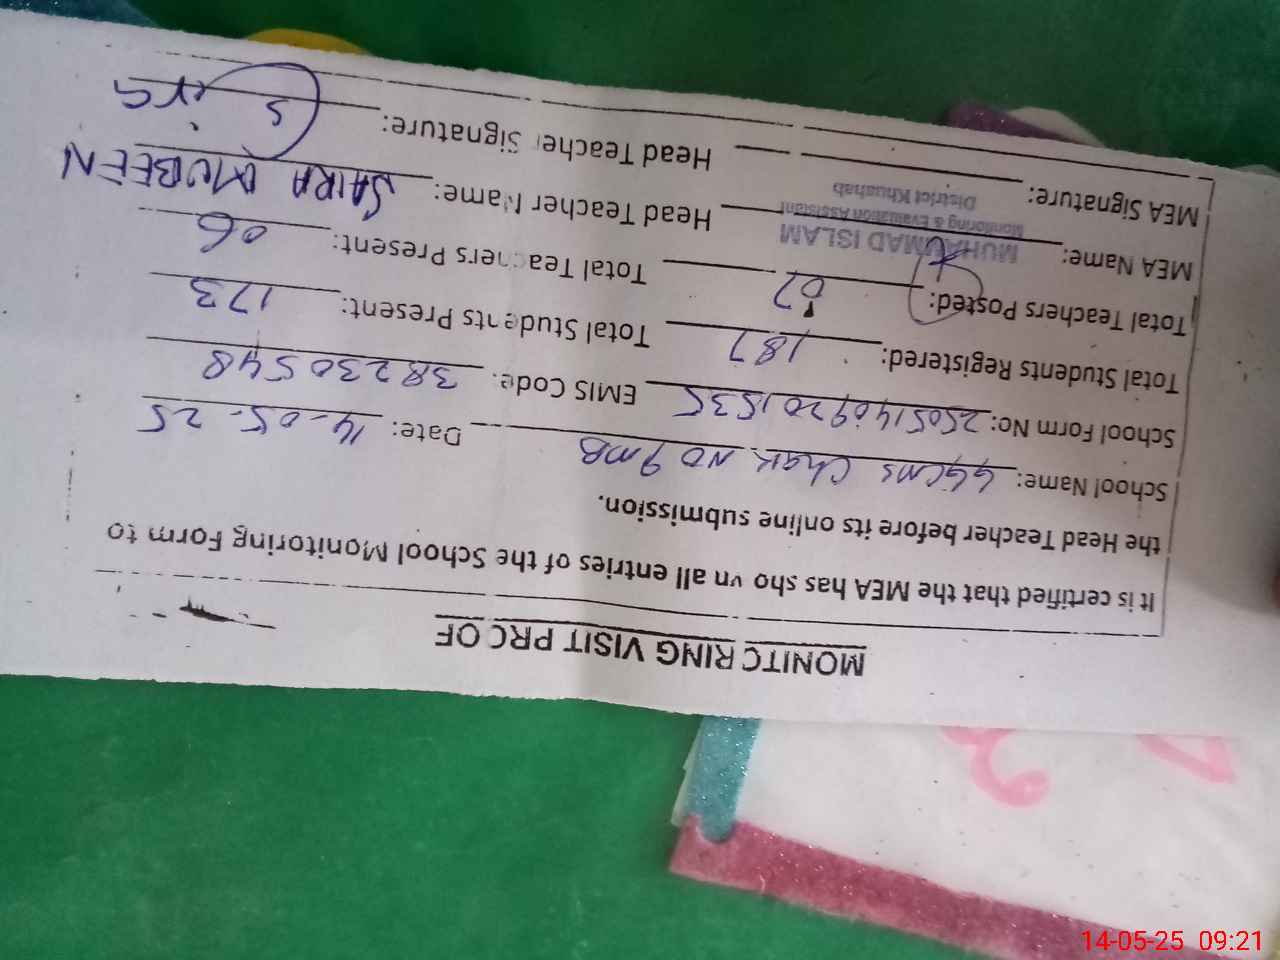 MONITORING VISIT PROOF
It is certified that the MEA has shown all entries of the School Monitoring Form to
the Head Teacher before its online submission.
School Name: GGCMS Chak NO 9 MB Date: 14-05-25
School Form No: 25051409201535 EMIS Code: 38230548
Total Students Registered: 187 Total Students Present: 173
Total Teachers Posted: 07 Total Teachers Present: 06
MEA Name: MUHAMMAD ISLAM Head Teacher Name: SAIRA MOBEEN
Monitoring & Evaluation Assistant
District Khushab
MEA Signature: Head Teacher Signature:
14-05-25 09:21